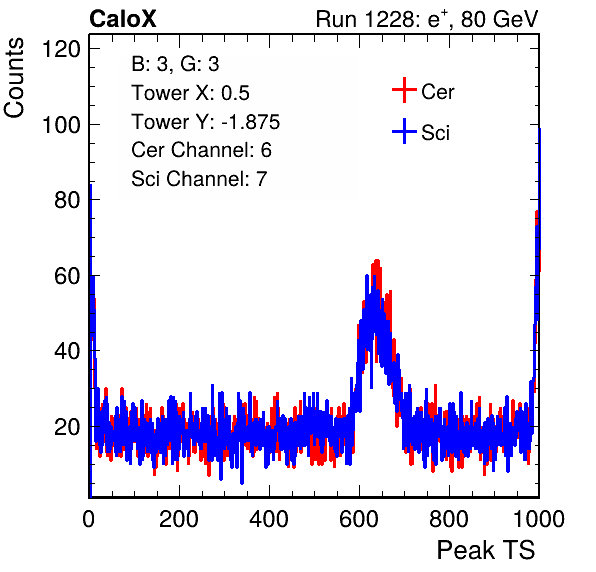 CaloX Run 1228: e⁺, 80 GeV
Counts
B: 3, G: 3
Tower X: 0.5
Tower Y: -1.875
Cer Channel: 6
Sci Channel: 7
Cer
Sci
120
100
80
60
40
20
0 200 400 600 800 1000
Peak TS